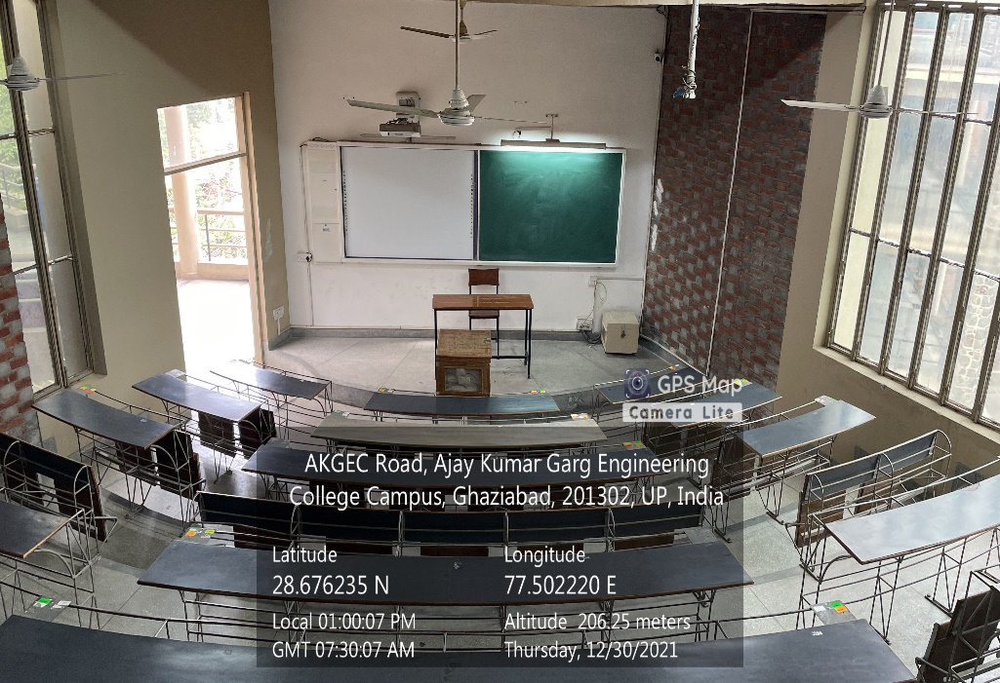 GPS Map
Camera Lite
AKGEC Road, Ajay Kumar Garg Engineering
College Campus, Ghaziabad, 201302, UP, India
Latitude
28.676235 N
Longitude
77.502220 E
Local 01:00:07 PM
GMT 07:30:07 AM
Altitude 206.25 meters
Thursday, 12/30/2021